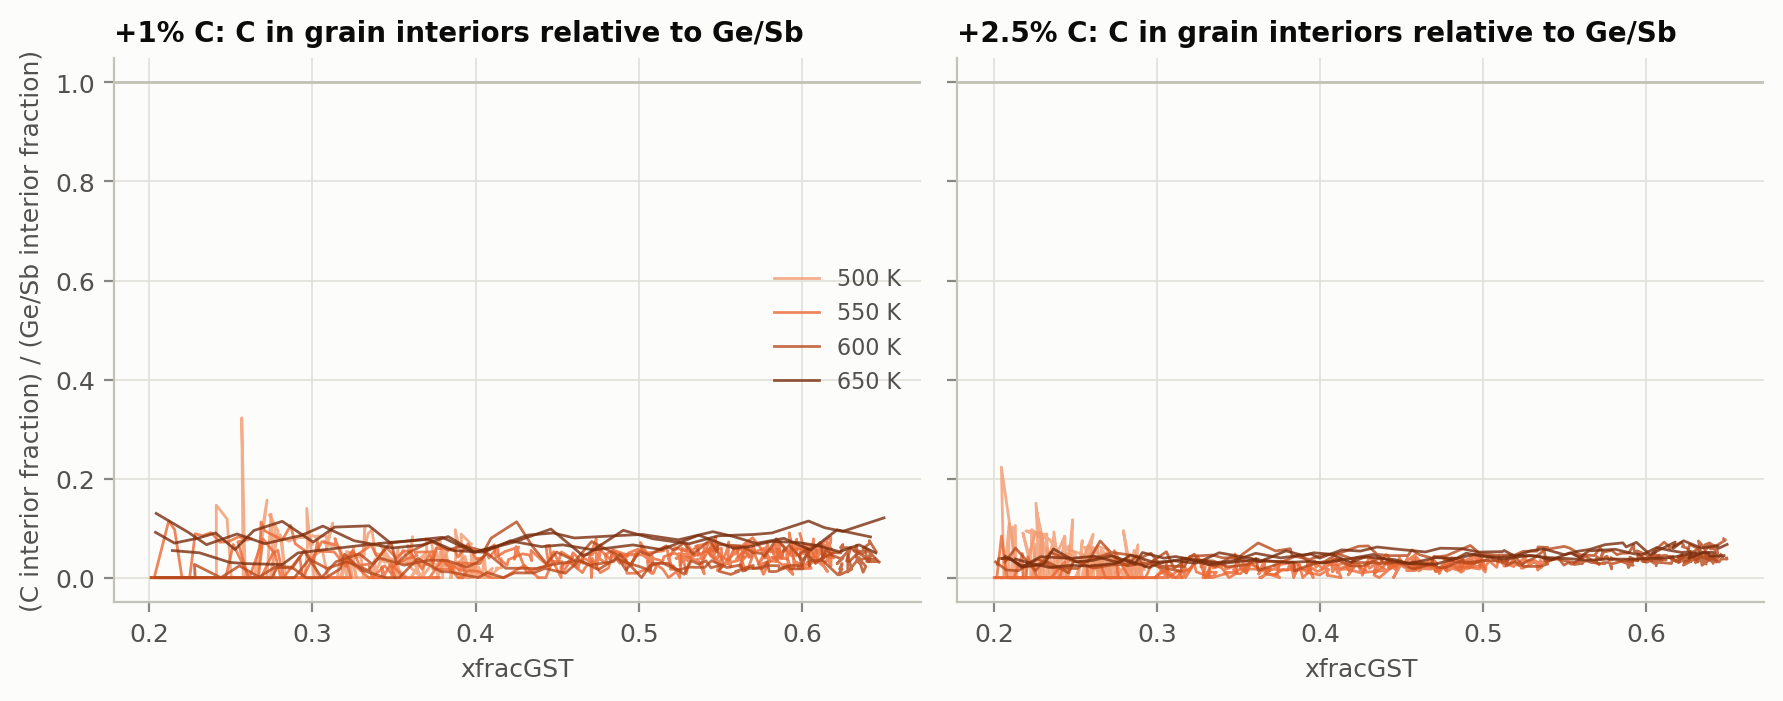 +1% C: C in grain interiors relative to Ge/Sb
+2.5% C: C in grain interiors relative to Ge/Sb
(C interior fraction) / (Ge/Sb interior fraction)
1.0
0.8
0.6
0.4
0.2
0.0
500 K
550 K
600 K
650 K
0.2 0.3 0.4 0.5 0.6
0.2 0.3 0.4 0.5 0.6
xfracGST
xfracGST